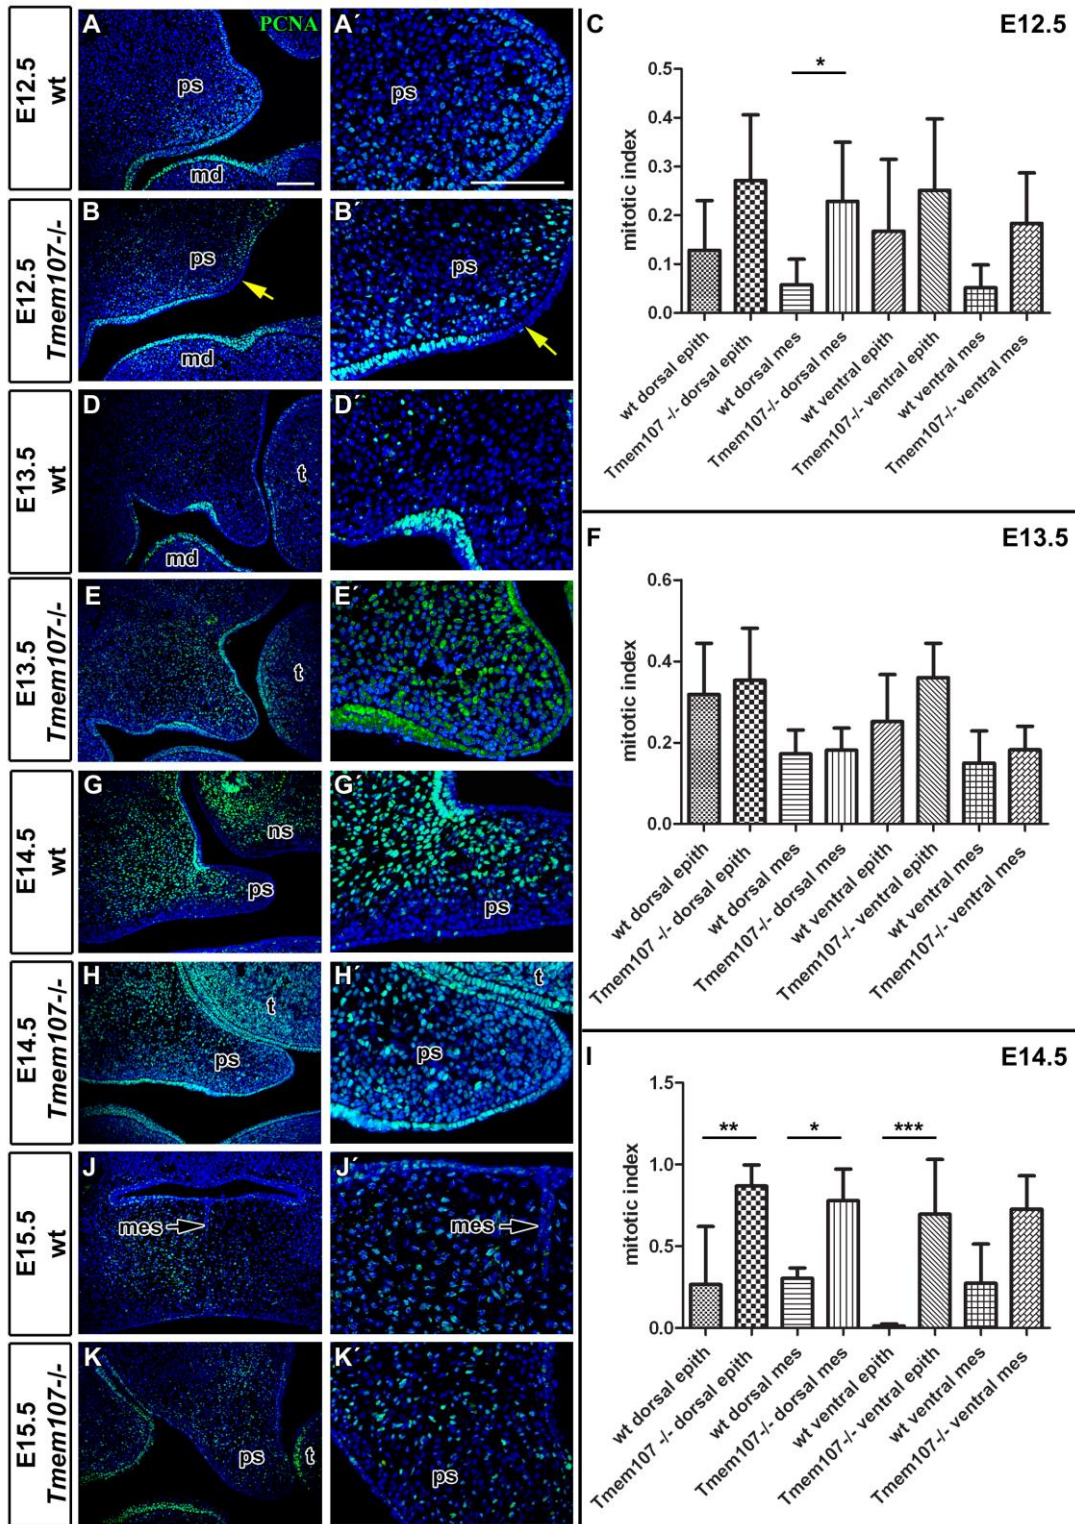 E12.5
wt
A
PCNA
ps
md
A´
ps
E12.5
Tmem107-/-
B
ps
md
B´
ps
E13.5
wt
D
t
md
D´
E13.5
Tmem107-/-
E
t
E´
E14.5
wt
G
ns
ps
G´
ps
E14.5
Tmem107-/-
H
t
ps
H´
t
ps
E15.5
wt
J
mes
J´
mes
E15.5
Tmem107-/-
K
ps
t
K´
ps
C
E12.5
mitotic index
0.5
0.4
0.3
0.2
0.1
0.0
*
wt dorsal epith
Tmem107 -/- dorsal epith
wt dorsal mes
Tmem107-/- dorsal mes
wt ventral epith
Tmem107-/- ventral epith
wt ventral mes
Tmem107-/- ventral mes
F
E13.5
mitotic index
0.6
0.4
0.2
0.0
wt dorsal epith
Tmem107 -/- dorsal epith
wt dorsal mes
Tmem107-/- dorsal mes
wt ventral epith
Tmem107-/- ventral epith
wt ventral mes
Tmem107-/- ventral mes
I
E14.5
mitotic index
1.5
1.0
0.5
0.0
**
*
***
wt dorsal epith
Tmem107 -/- dorsal epith
wt dorsal mes
Tmem107-/- dorsal mes
wt ventral epith
Tmem107-/- ventral epith
wt ventral mes
Tmem107-/- ventral mes